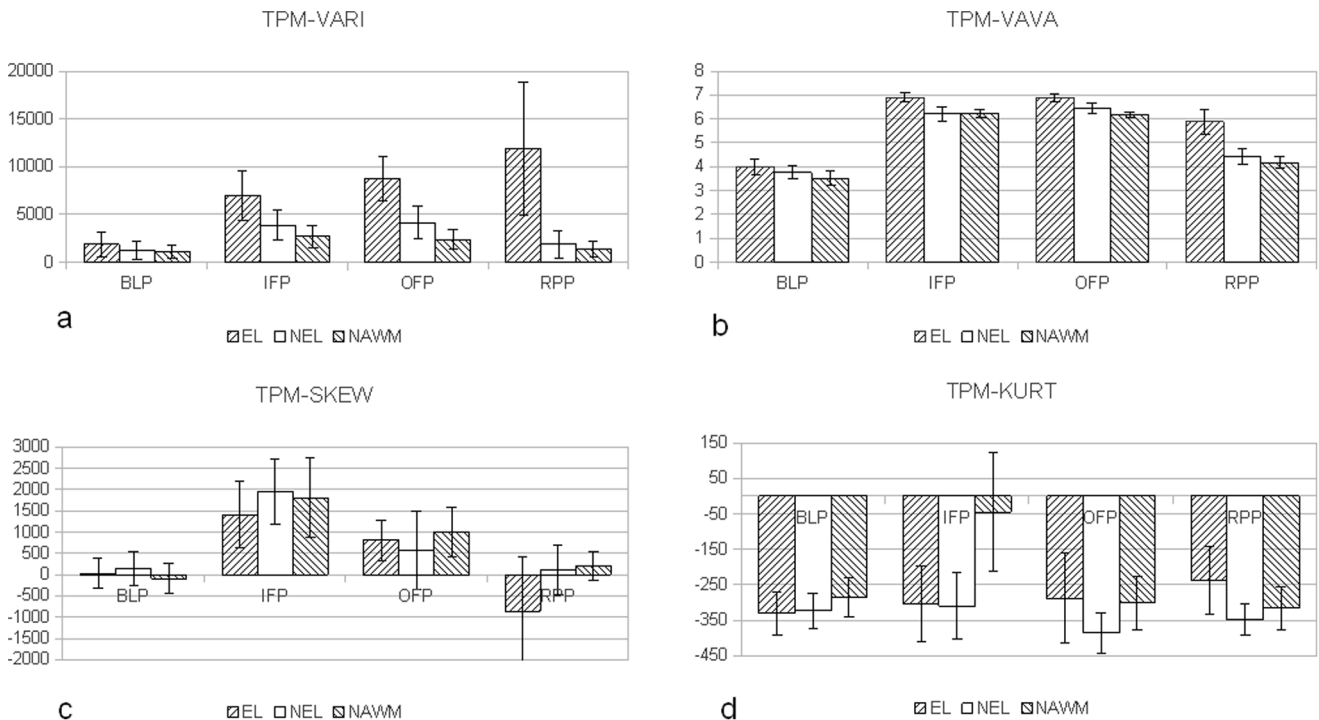 TPM-VARI
20000
15000
10000
5000
0
BLP IFP OFP RPP
a
EL NEL NAWM
TPM-VAVA
8
7
6
5
4
3
2
1
0
BLP IFP OFP RPP
b
EL NEL NAWM
TPM-SKEW
3000
2500
2000
1500
1000
500
0
-500
-1000
-1500
-2000
BLP IFP OFP RPP
c
EL NEL NAWM
TPM-KURT
150
50
-50
-150
-250
-350
-450
BLP IFP OFP RPP
d
EL NEL NAWM